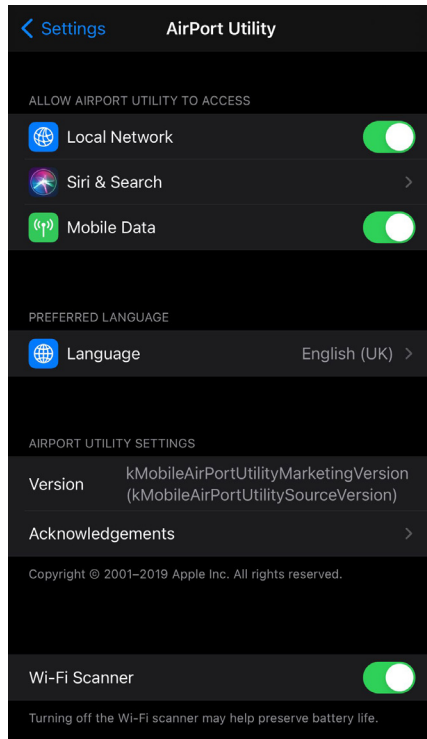 Settings
AirPort Utility
ALLOW AIRPORT UTILITY TO ACCESS
Local Network
Siri & Search
Mobile Data
PREFERRED LANGUAGE
Language English (UK)
AIRPORT UTILITY SETTINGS
Version kMobileAirPortUtilityMarketingVersion
(kMobileAirPortUtilitySourceVersion)
Acknowledgements
Copyright © 2001–2019 Apple Inc. All rights reserved.
Wi-Fi Scanner
Turning off the Wi-Fi scanner may help preserve battery life.